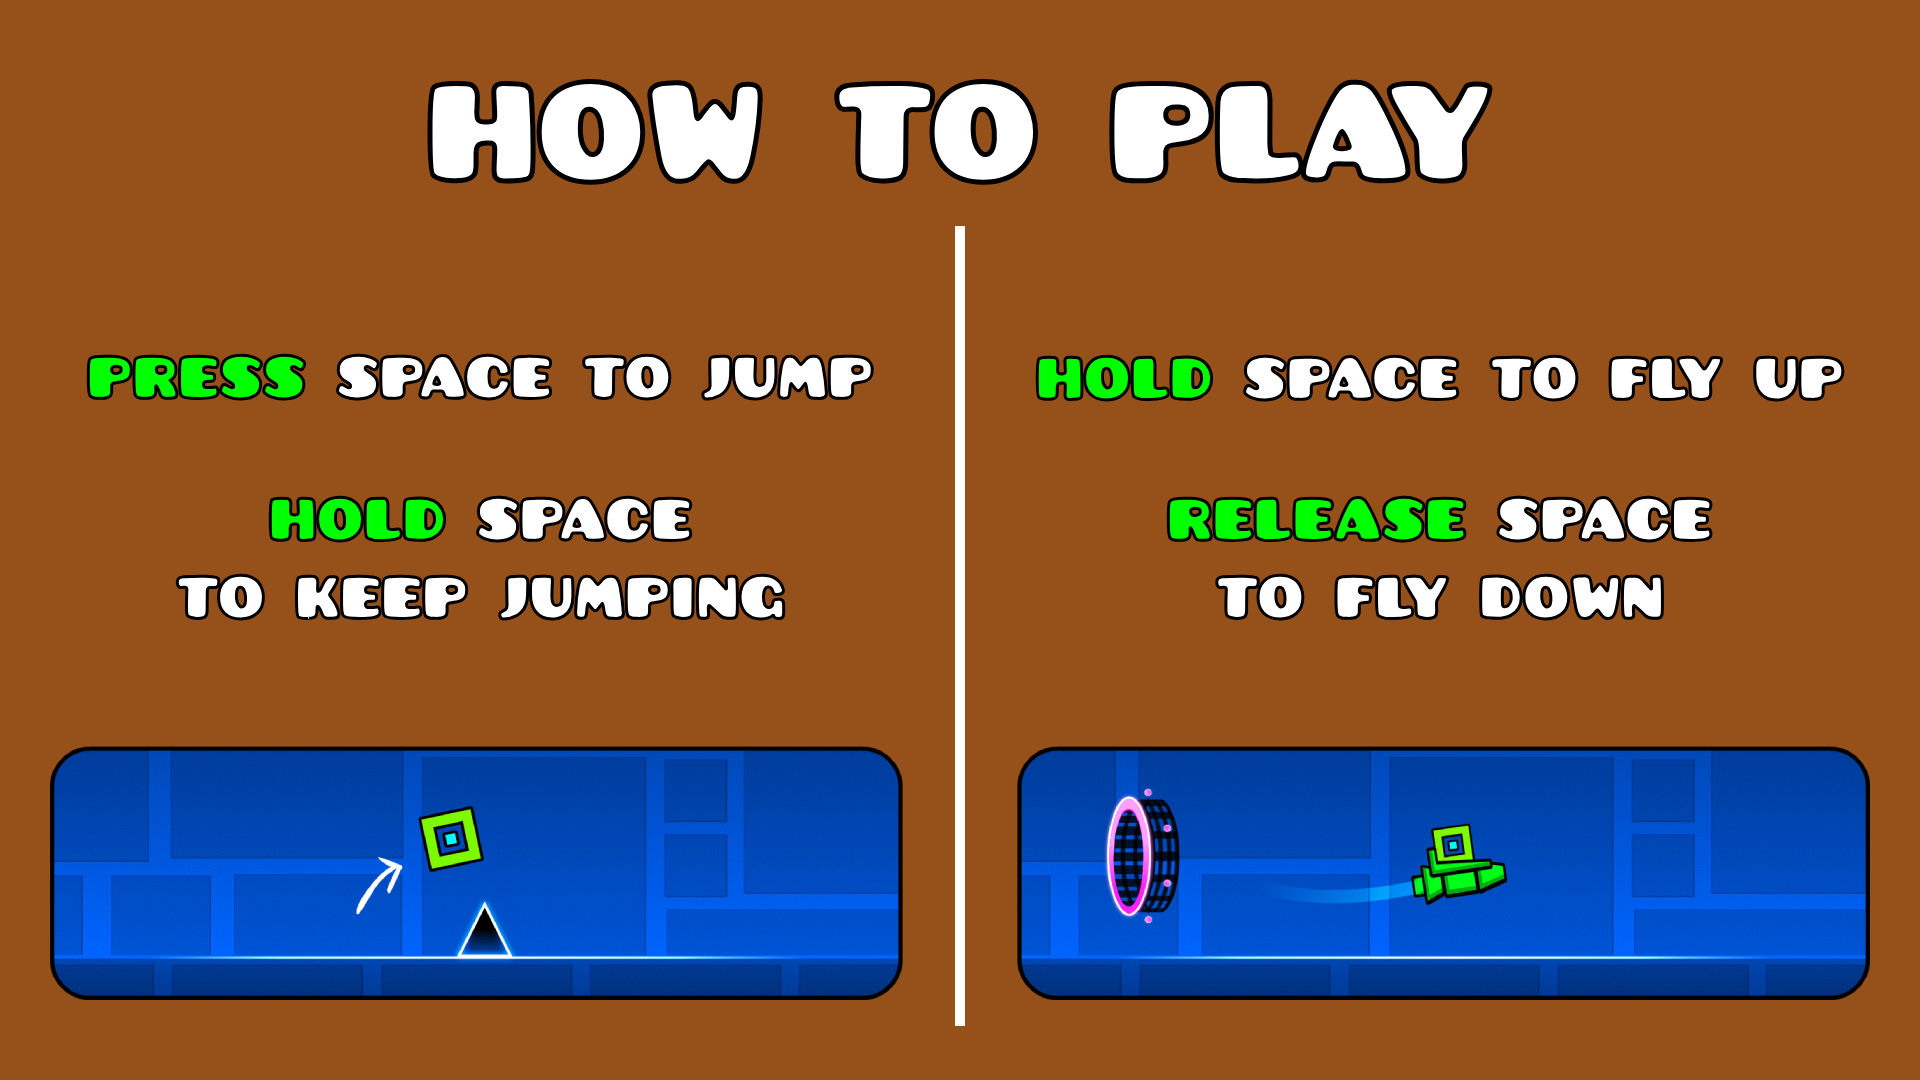 HOW TO PLAY
PRESS SPACE TO JUMP
HOLD SPACE
TO KEEP JUMPING
HOLD SPACE TO FLY UP
RELEASE SPACE
TO FLY DOWN